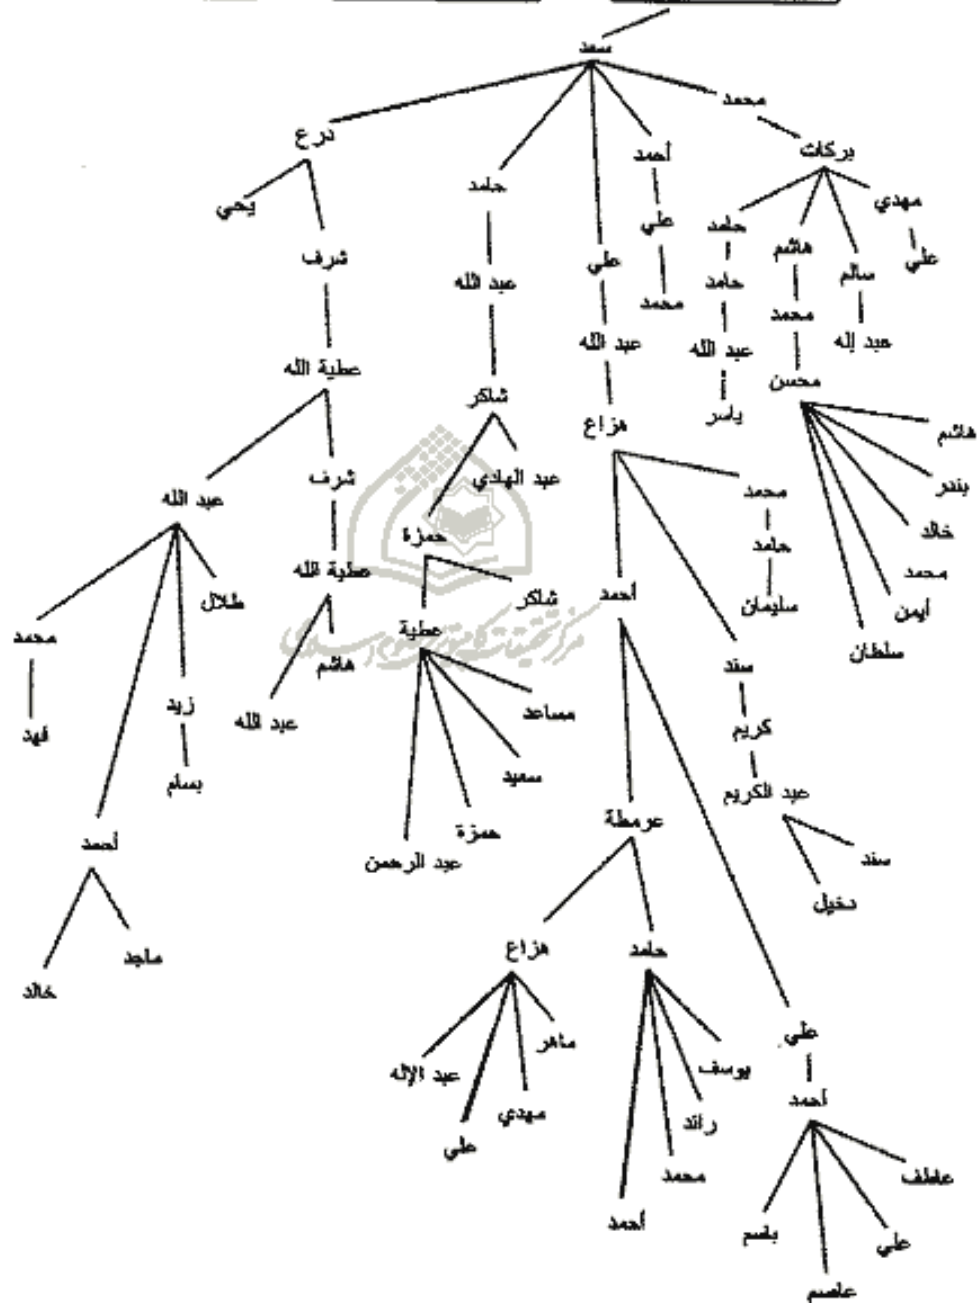 سعد
محمد
درع
بركات
أحمد
حامد
مهدي
يحي
علي
حامد
هاشم
شرف
علي
سالم
علي
عبد الله
حامد
محمد
محمد
عبد الله
عبد الله
عبد إله
عطية الله
محسن
شاكر
ياسر
هزاع
هاشم
عبد الهادي
شرف
بندر
محمد
عبد الله
خالد
حمزة
حامد
عطية الله
محمد
أحمد
شاكر
طلال
سليمان
أيمن
عطية
محمد
سلطان
هاشم
سند
زيد
مساعد
عبد الله
كريم
فهد
سعيد
بسام
عبد الكريم
عرمطة
حمزة
أحمد
عبد الرحمن
سند
دخيل
هزاع
حامد
ماجد
خالد
علي
ماهر
يوسف
عبد الإله
أحمد
مهدي
رائد
علي
محمد
عاطف
أحمد
باسم
علي
عاصم